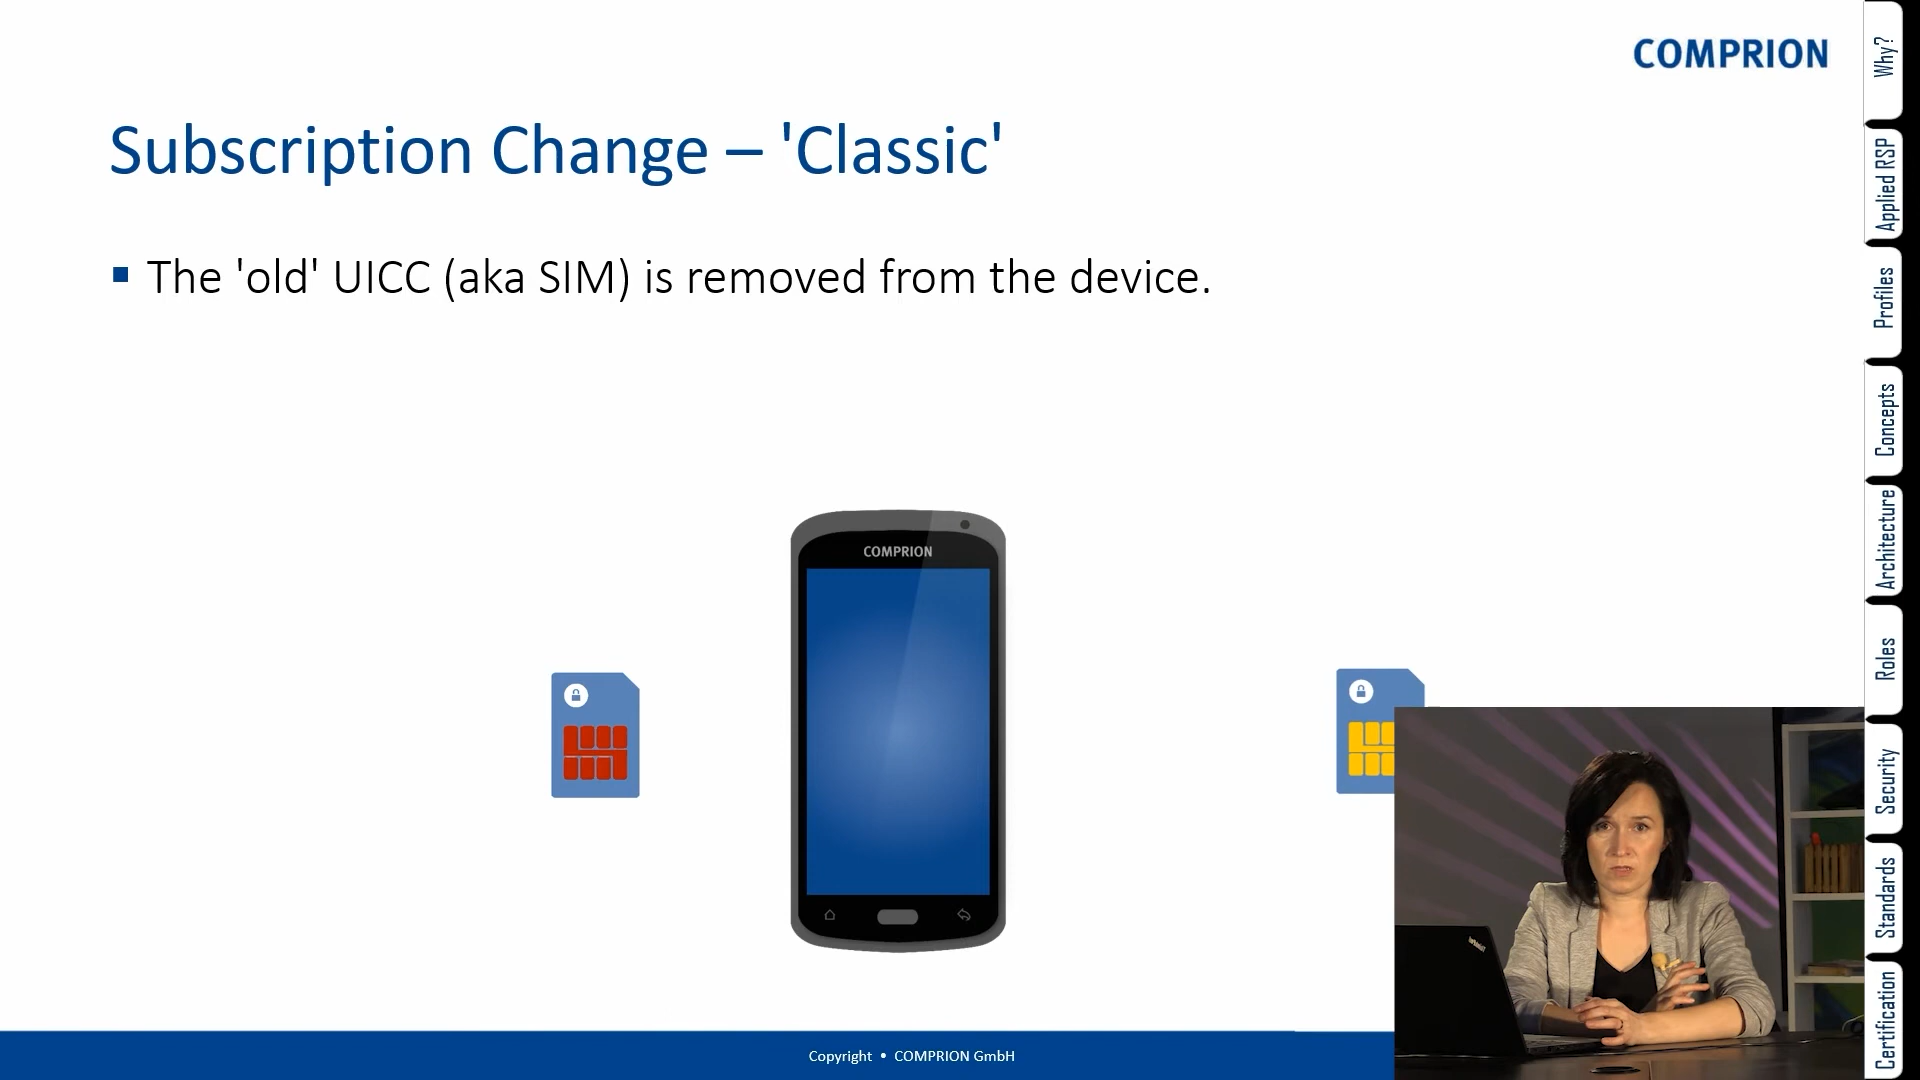 COMPRION
Subscription Change – 'Classic'
▪ The 'old' UICC (aka SIM) is removed from the device.
COMPRION
Copyright • COMPRION GmbH
Why?
Applied RSP
Profiles
Concepts
Architecture
Roles
Security
Standards
Certification